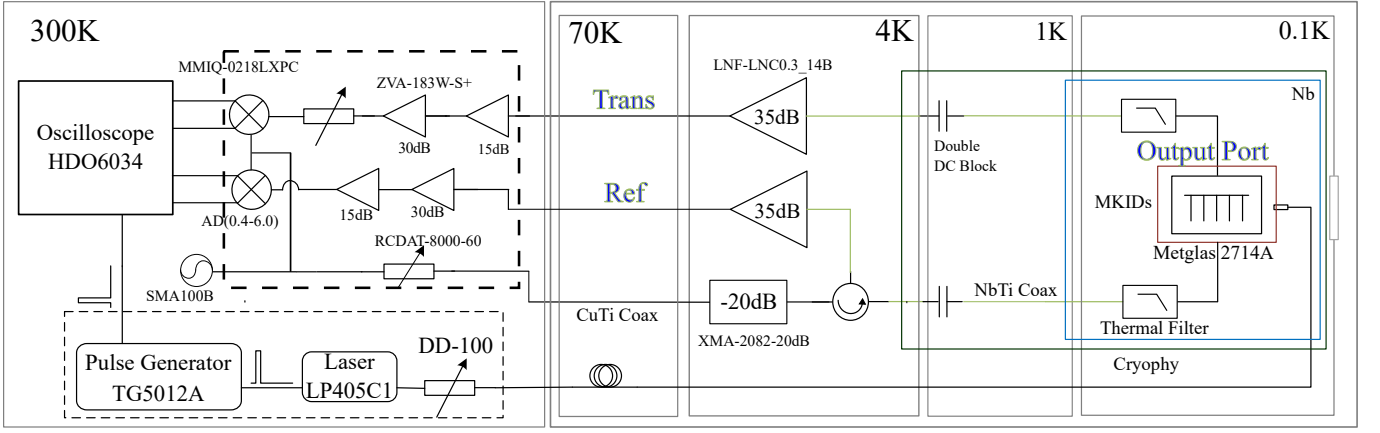 300K
70K
4K
1K
0.1K
MMIQ-0218LXPC
ZVA-183W-S+
LNF-LNC0.3_14B
Nb
Oscilloscope
HDO6034
Trans
35dB
30dB
15dB
Double
DC Block
Output Port
Ref
35dB
MKIDs
AD(0.4-6.0)
15dB
30dB
Metglas 2714A
RCDAT-8000-60
SMA100B
-20dB
NbTi Coax
CuTi Coax
XMA-2082-20dB
Thermal Filter
Cryophy
Pulse Generator
TG5012A
Laser
LP405C1
DD-100